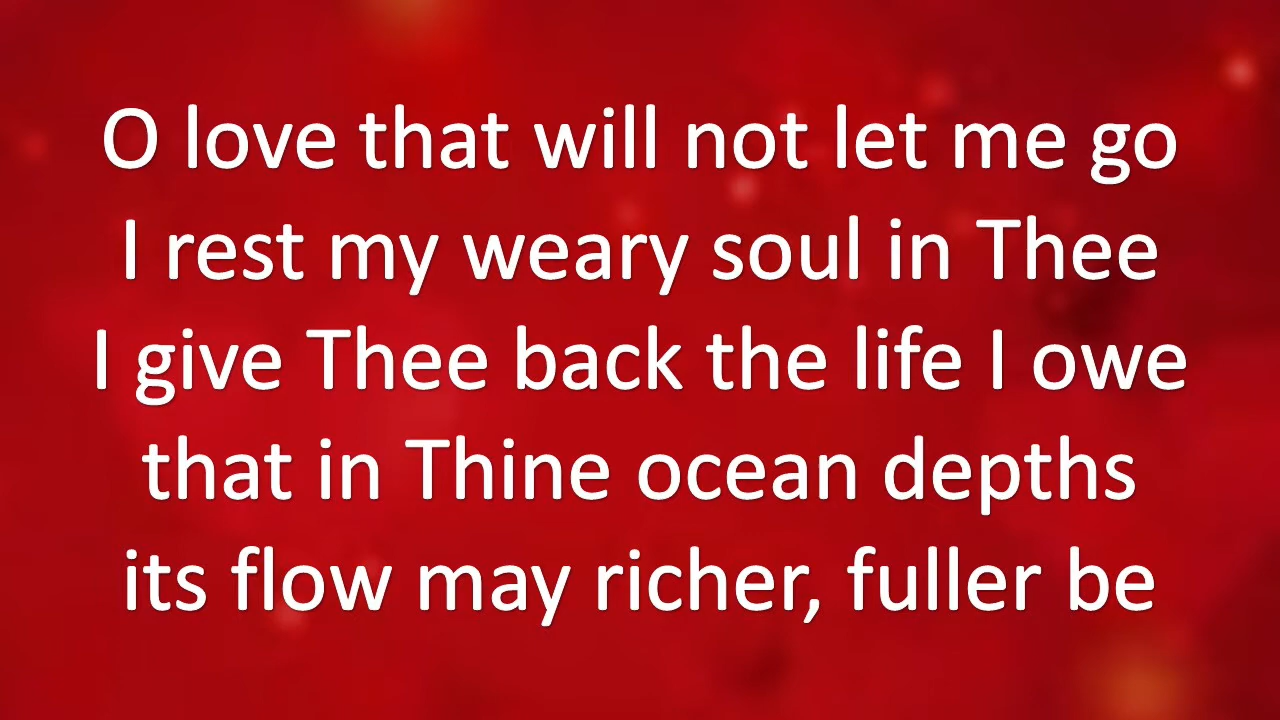 O love that will not let me go
I rest my weary soul in Thee
I give Thee back the life I owe
that in Thine ocean depths
its flow may richer, fuller be